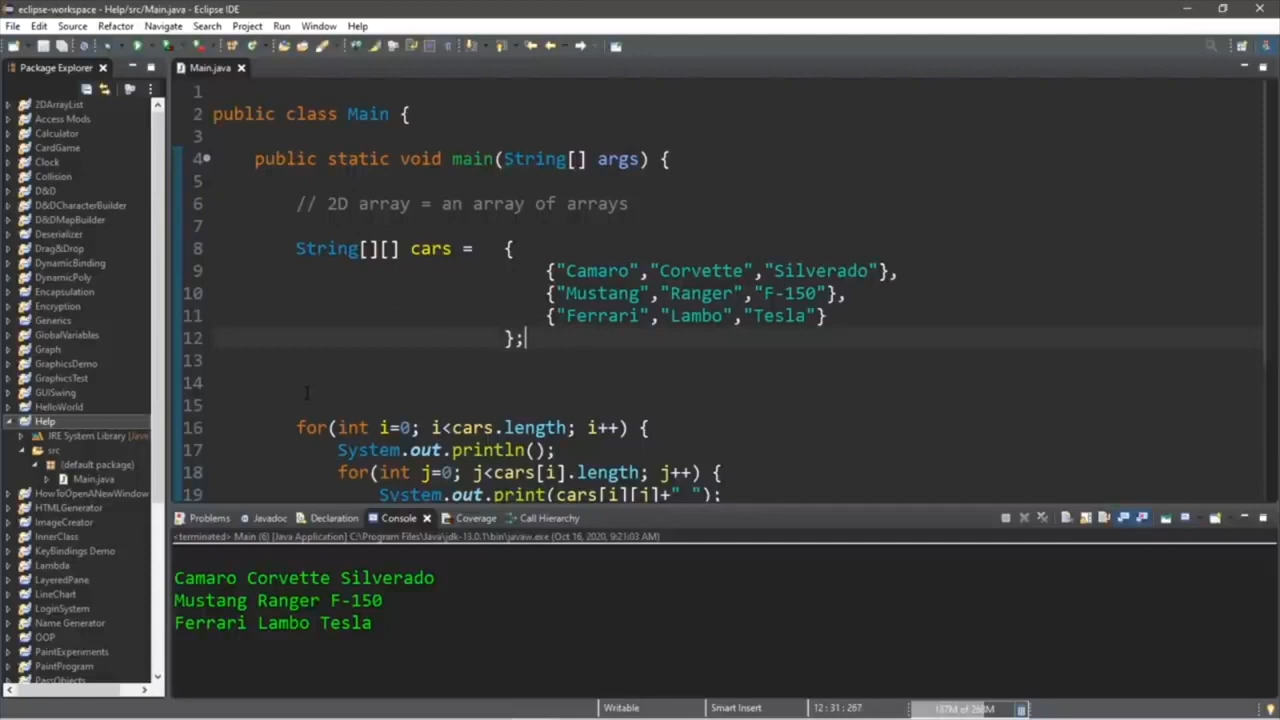 eclipse-workspace - Help/src/Main.java - Eclipse IDE
File Edit Source Refactor Navigate Search Project Run Window Help
Package Explorer
Main.java
2DArrayList
Access Mods
Calculator
CardGame
Clock
Collision
D&D
D&DCharacterBuilder
D&DMapBuilder
Deserializer
Drag&Drop
DynamicBinding
DynamicPoly
Encapsulation
Encryption
Generics
GlobalVariables
Graph
GraphicsDemo
GraphicsTest
GUISwing
HelloWorld
Help
JRE System Library [Java
src
(default package)
Main.java
HowToOpenANewWindow
HTMLGenerator
ImageCreator
InnerClass
KeyBindings Demo
Lambda
LayeredPane
LineChart
LoginSystem
Name Generator
OOP
PaintExperiments
PaintProgram
PassObjects
1
2 public class Main {
3
4 public static void main(String[] args) {
5
6 // 2D array = an array of arrays
7
8 String[][] cars = {
9 {"Camaro","Corvette","Silverado"},
10 {"Mustang","Ranger","F-150"},
11 {"Ferrari","Lambo","Tesla"}
12 };
13
14
15
16 for(int i=0; i<cars.length; i++) {
17 System.out.println();
18 for(int j=0; j<cars[i].length; j++) {
19 System.out.print(cars[i][j]+" ");
Problems Javadoc Declaration Console Coverage Call Hierarchy
<terminated> Main (6) [Java Application] C:\Program Files\Java\jdk-13.0.1\bin\javaw.exe (Oct 16, 2020, 9:21:03 AM)
Camaro Corvette Silverado
Mustang Ranger F-150
Ferrari Lambo Tesla
Writable Smart Insert 12 : 31 : 267 137M of 268M